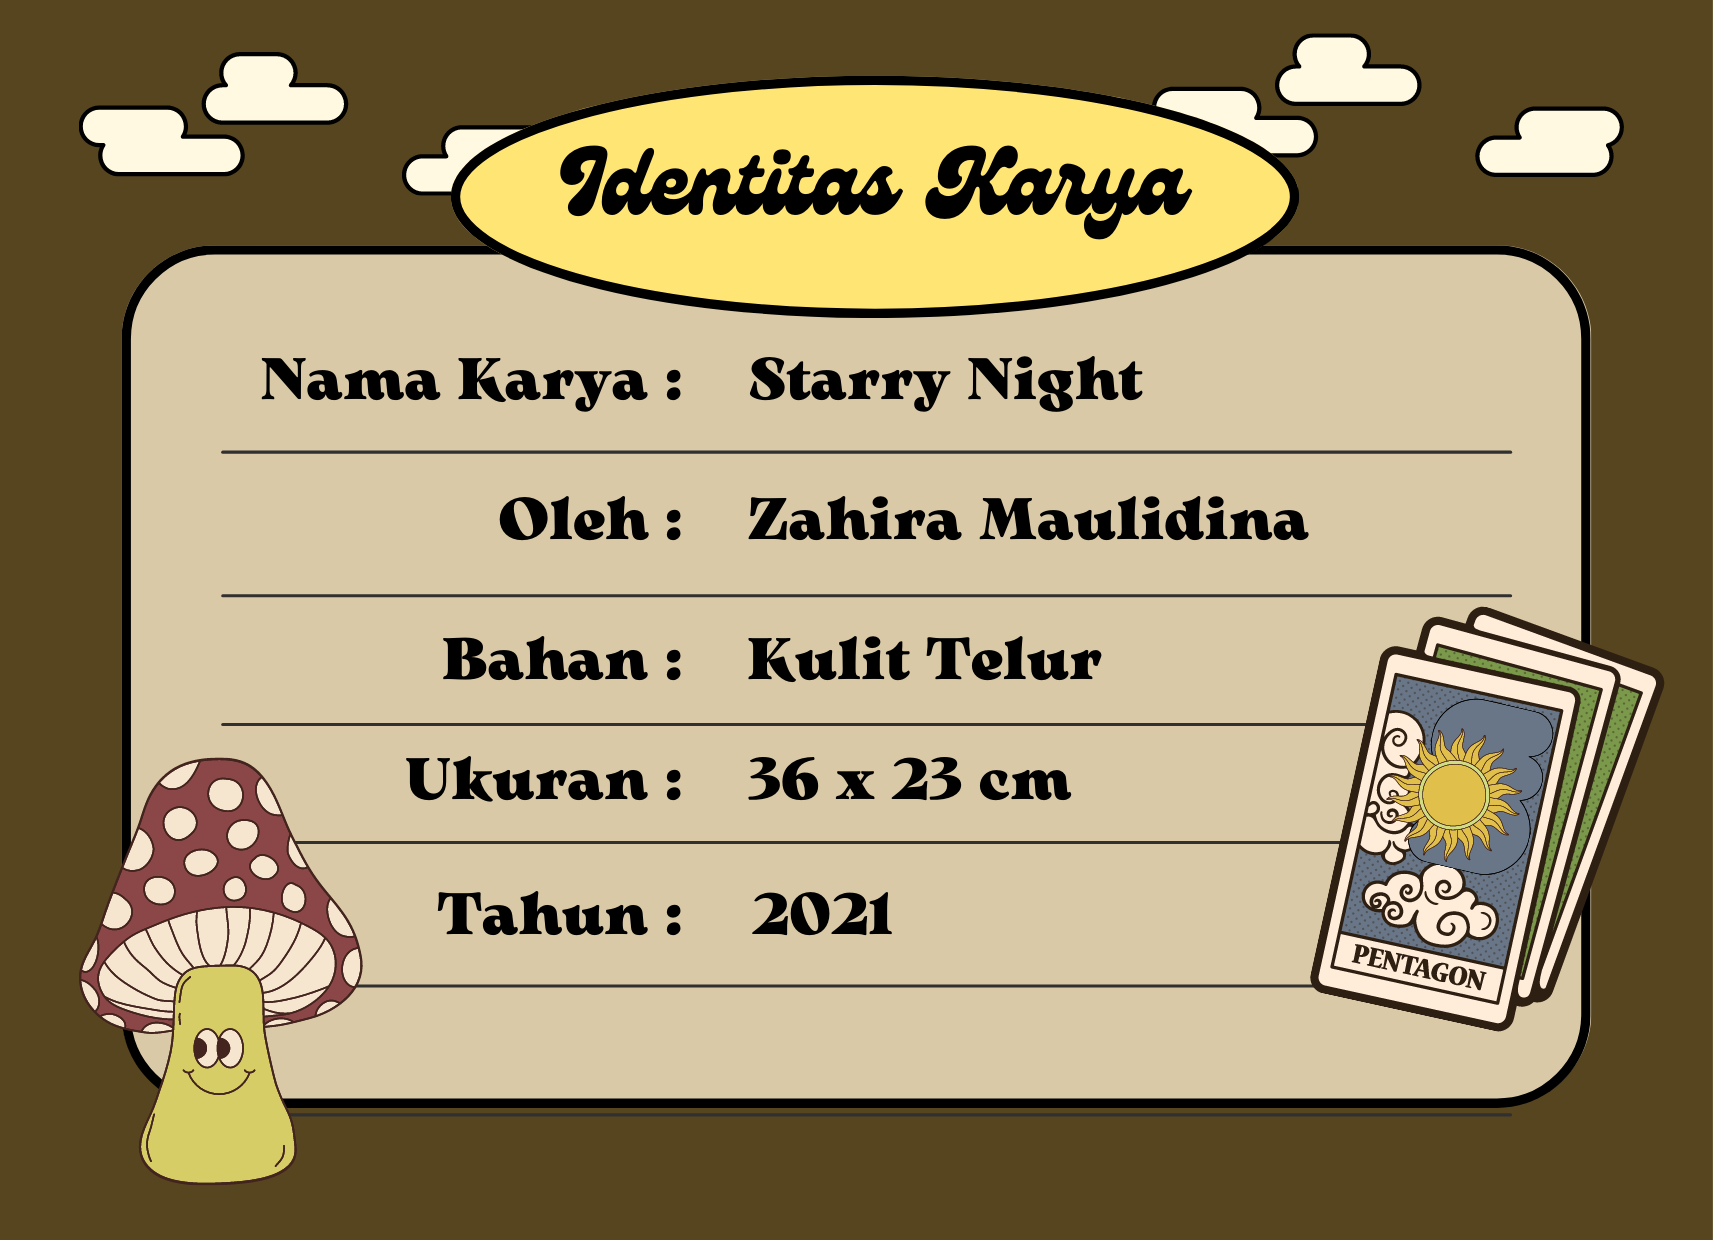 Identitas Karya
Nama Karya : Starry Night
Oleh : Zahira Maulidina
Bahan : Kulit Telur
Ukuran : 36 x 23 cm
Tahun : 2021
PENTAGON